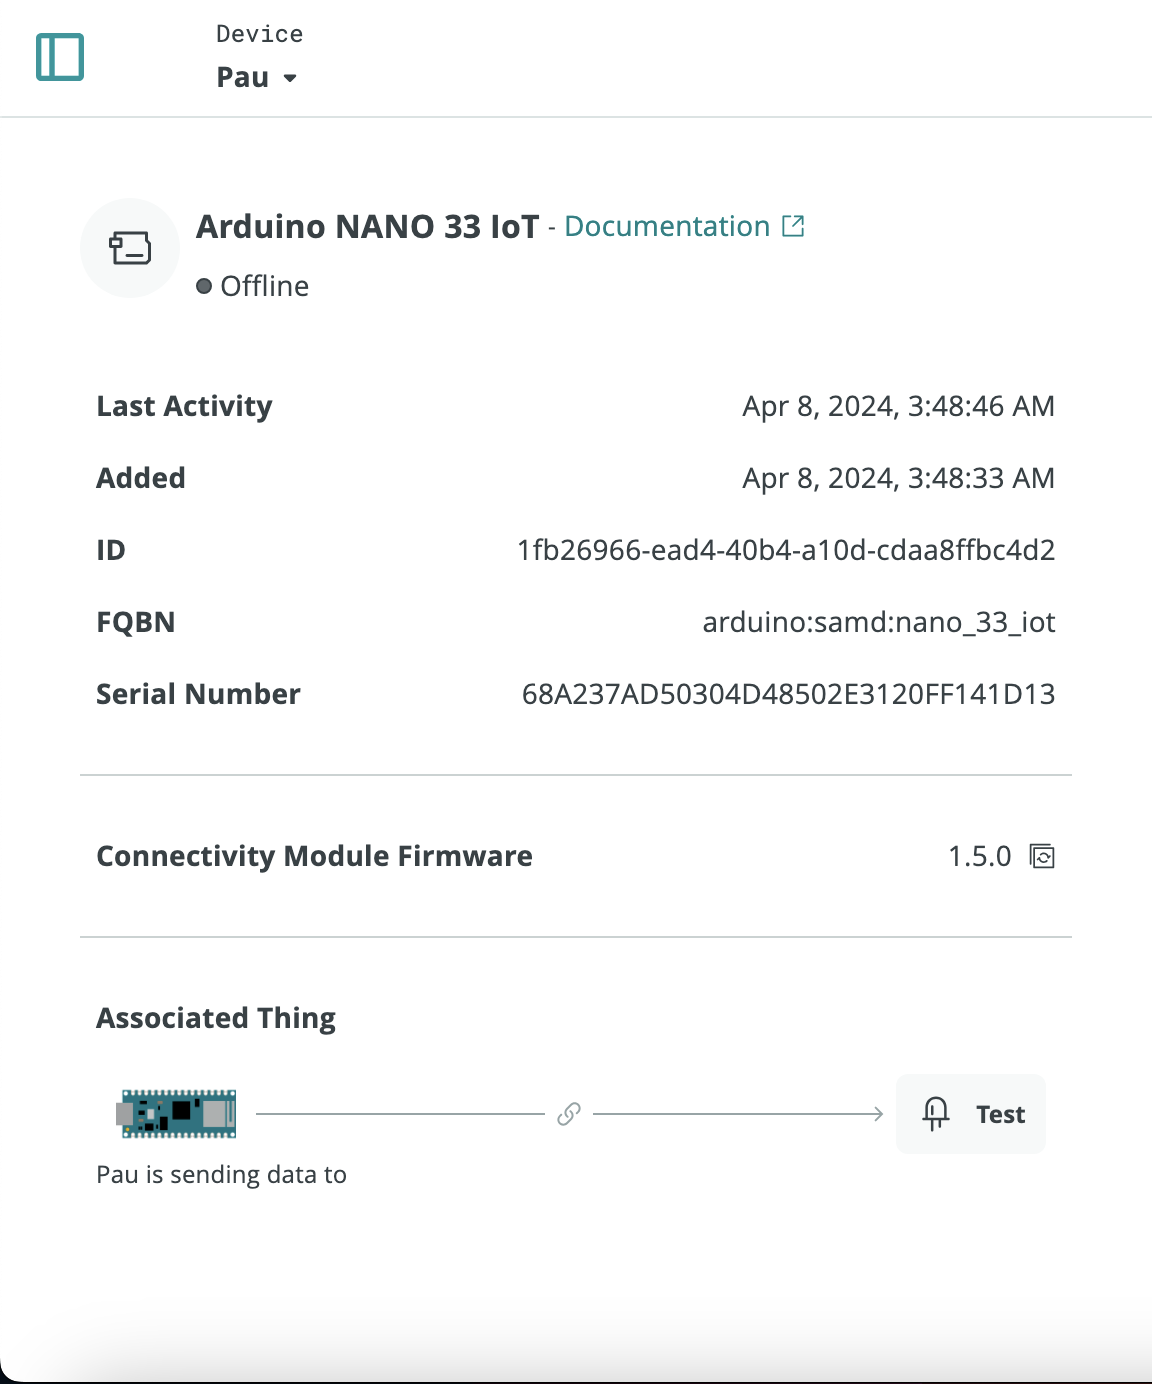 Device
Pau
Arduino NANO 33 IoT - Documentation
Offline
Last Activity Apr 8, 2024, 3:48:46 AM
Added Apr 8, 2024, 3:48:33 AM
ID 1fb26966-ead4-40b4-a10d-cdaa8ffbc4d2
FQBN arduino:samd:nano_33_iot
Serial Number 68A237AD50304D48502E3120FF141D13
Connectivity Module Firmware 1.5.0
Associated Thing
Test
Pau is sending data to